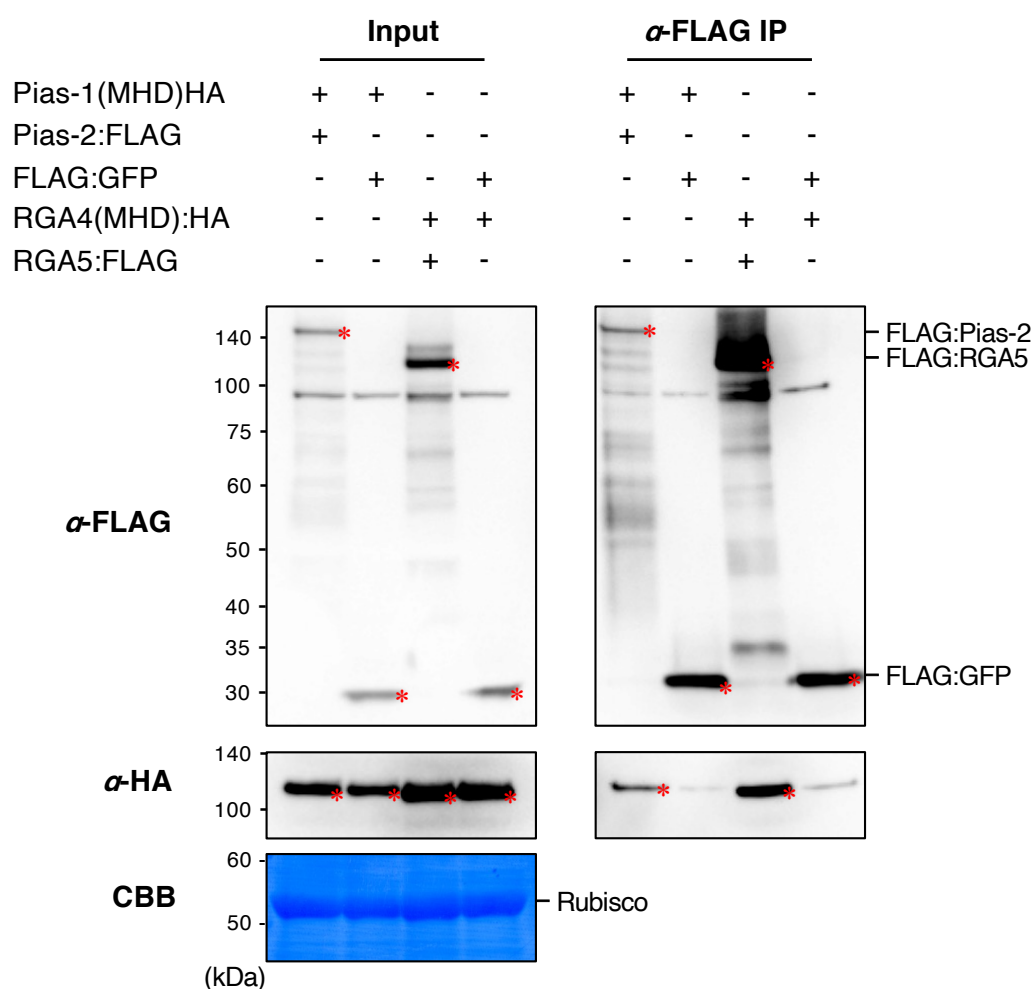 Input α-FLAG IP
Pias-1(MHD)HA + + - - + + - -
Pias-2:FLAG + - - - + - - -
FLAG:GFP - + - + - + - +
RGA4(MHD):HA - - + + - - + +
RGA5:FLAG - - + - - - + -
140 * * FLAG:Pias-2
* * FLAG:RGA5
100
75
60
α-FLAG
50
40
35
30 * * * * FLAG:GFP
140
α-HA * * * * * *
100
60
CBB Rubisco
50
(kDa)